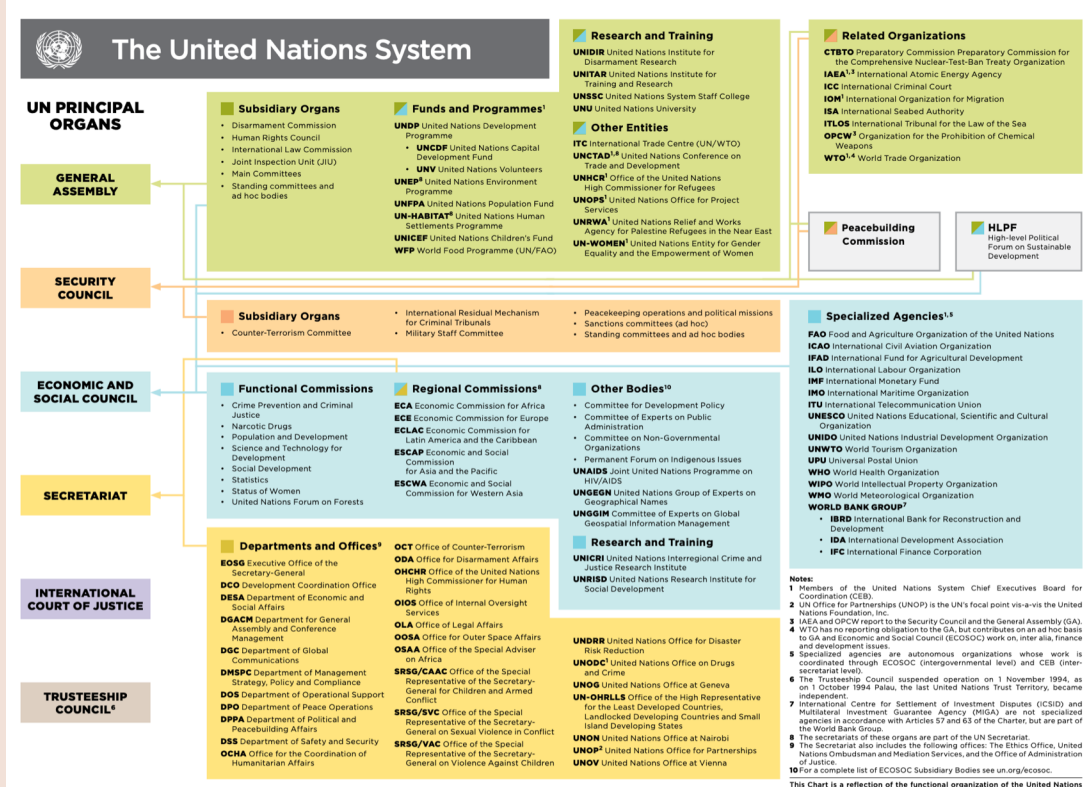 The United Nations System
UN PRINCIPAL
ORGANS
GENERAL
ASSEMBLY
SECURITY
COUNCIL
ECONOMIC AND
SOCIAL COUNCIL
SECRETARIAT
INTERNATIONAL
COURT OF JUSTICE
TRUSTEESHIP
COUNCIL6
Subsidiary Organs
• Disarmament Commission
• Human Rights Council
• International Law Commission
• Joint Inspection Unit (JIU)
• Main Committees
• Standing committees and
ad hoc bodies
Funds and Programmes1
UNDP United Nations Development
Programme
• UNCDF United Nations Capital
Development Fund
• UNV United Nations Volunteers
UNEP8 United Nations Environment
Programme
UNFPA United Nations Population Fund
UN-HABITAT8 United Nations Human
Settlements Programme
UNICEF United Nations Children's Fund
WFP World Food Programme (UN/FAO)
Research and Training
UNIDIR United Nations Institute for
Disarmament Research
UNITAR United Nations Institute for
Training and Research
UNSSC United Nations System Staff College
UNU United Nations University
Other Entities
ITC International Trade Centre (UN/WTO)
UNCTAD1,8 United Nations Conference on
Trade and Development
UNHCR1 Office of the United Nations
High Commissioner for Refugees
UNOPS1 United Nations Office for Project
Services
UNRWA1 United Nations Relief and Works
Agency for Palestine Refugees in the Near East
UN-WOMEN1 United Nations Entity for Gender
Equality and the Empowerment of Women
Related Organizations
CTBTO Preparatory Commission Preparatory Commission for
the Comprehensive Nuclear-Test-Ban Treaty Organization
IAEA1,3 International Atomic Energy Agency
ICC International Criminal Court
IOM1 International Organization for Migration
ISA International Seabed Authority
ITLOS International Tribunal for the Law of the Sea
OPCW3 Organization for the Prohibition of Chemical
Weapons
WTO1,4 World Trade Organization
Peacebuilding
Commission
HLPF
High-level Political
Forum on Sustainable
Development
Subsidiary Organs
• Counter-Terrorism Committee
• International Residual Mechanism
for Criminal Tribunals
• Military Staff Committee
• Peacekeeping operations and political missions
• Sanctions committees (ad hoc)
• Standing committees and ad hoc bodies
Functional Commissions
• Crime Prevention and Criminal
Justice
• Narcotic Drugs
• Population and Development
• Science and Technology for
Development
• Social Development
• Statistics
• Status of Women
• United Nations Forum on Forests
Regional Commissions8
ECA Economic Commission for Africa
ECE Economic Commission for Europe
ECLAC Economic Commission for
Latin America and the Caribbean
ESCAP Economic and Social
Commission
for Asia and the Pacific
ESCWA Economic and Social
Commission for Western Asia
Other Bodies10
• Committee for Development Policy
• Committee of Experts on Public
Administration
• Committee on Non-Governmental
Organizations
• Permanent Forum on Indigenous Issues
UNAIDS Joint United Nations Programme on
HIV/AIDS
UNGEGN United Nations Group of Experts on
Geographical Names
UNGGIM Committee of Experts on Global
Geospatial Information Management
Research and Training
UNICRI United Nations Interregional Crime and
Justice Research Institute
UNRISD United Nations Research Institute for
Social Development
Specialized Agencies1,5
FAO Food and Agriculture Organization of the United Nations
ICAO International Civil Aviation Organization
IFAD International Fund for Agricultural Development
ILO International Labour Organization
IMF International Monetary Fund
IMO International Maritime Organization
ITU International Telecommunication Union
UNESCO United Nations Educational, Scientific and Cultural
Organization
UNIDO United Nations Industrial Development Organization
UNWTO World Tourism Organization
UPU Universal Postal Union
WHO World Health Organization
WIPO World Intellectual Property Organization
WMO World Meteorological Organization
WORLD BANK GROUP7
• IBRD International Bank for Reconstruction and
Development
• IDA International Development Association
• IFC International Finance Corporation
Departments and Offices9
EOSG Executive Office of the
Secretary-General
DCO Development Coordination Office
DESA Department of Economic and
Social Affairs
DGACM Department for General
Assembly and Conference
Management
DGC Department of Global
Communications
DMSPC Department of Management
Strategy, Policy and Compliance
DOS Department of Operational Support
DPO Department of Peace Operations
DPPA Department of Political and
Peacebuilding Affairs
DSS Department of Safety and Security
OCHA Office for the Coordination of
Humanitarian Affairs
OCT Office of Counter-Terrorism
ODA Office for Disarmament Affairs
OHCHR Office of the United Nations
High Commissioner for Human
Rights
OIOS Office of Internal Oversight
Services
OLA Office of Legal Affairs
OOSA Office for Outer Space Affairs
OSAA Office of the Special Adviser
on Africa
SRSG/CAAC Office of the Special
Representative of the Secretary-
General for Children and Armed
Conflict
SRSG/SVC Office of the Special
Representative of the Secretary-
General on Sexual Violence in Conflict
SRSG/VAC Office of the Special
Representative of the Secretary-
General on Violence Against Children
UNDRR United Nations Office for Disaster
Risk Reduction
UNODC1 United Nations Office on Drugs
and Crime
UNOG United Nations Office at Geneva
UN-OHRLLS Office of the High Representative
for the Least Developed Countries,
Landlocked Developing Countries and Small
Island Developing States
UNON United Nations Office at Nairobi
UNOP2 United Nations Office for Partnerships
UNOV United Nations Office at Vienna
Notes:
1 Members of the United Nations System Chief Executives Board for
Coordination (CEB).
2 UN Office for Partnerships (UNOP) is the UN's focal point vis-a-vis the United
Nations Foundation, Inc.
3 IAEA and OPCW report to the Security Council and the General Assembly (GA).
4 WTO has no reporting obligation to the GA, but contributes on an ad hoc basis
to GA and Economic and Social Council (ECOSOC) work on, inter alia, finance
and development issues.
5 Specialized agencies are autonomous organizations whose work is
coordinated through ECOSOC (intergovernmental level) and CEB (inter-
secretariat level).
6 The Trusteeship Council suspended operation on 1 November 1994, as
on 1 October 1994 Palau, the last United Nations Trust Territory, became
independent.
7 International Centre for Settlement of Investment Disputes (ICSID) and
Multilateral Investment Guarantee Agency (MIGA) are not specialized
agencies in accordance with Articles 57 and 63 of the Charter, but are part of
the World Bank Group.
8 The secretariats of these organs are part of the UN Secretariat.
9 The Secretariat also includes the following offices: The Ethics Office, United
Nations Ombudsman and Mediation Services, and the Office of Administration
of Justice.
10 For a complete list of ECOSOC Subsidiary Bodies see un.org/ecosoc.
This Chart is a reflection of the functional organization of the United Nations